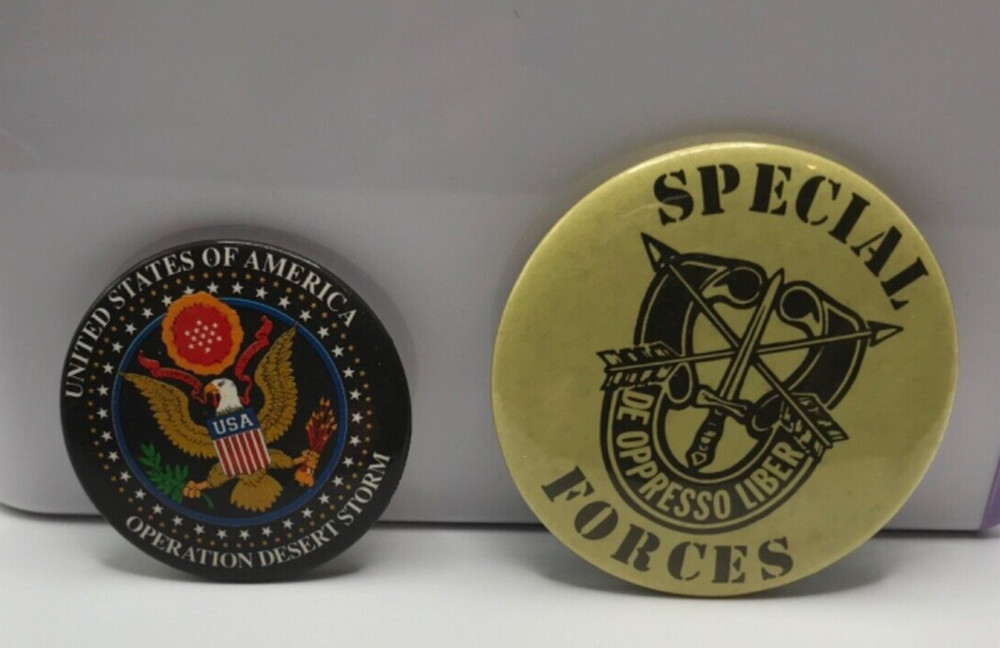 UNITED STATES OF AMERICA
USA
OPERATION DESERT STORM
SPECIAL
DE OPPRESSO LIBER
FORCES